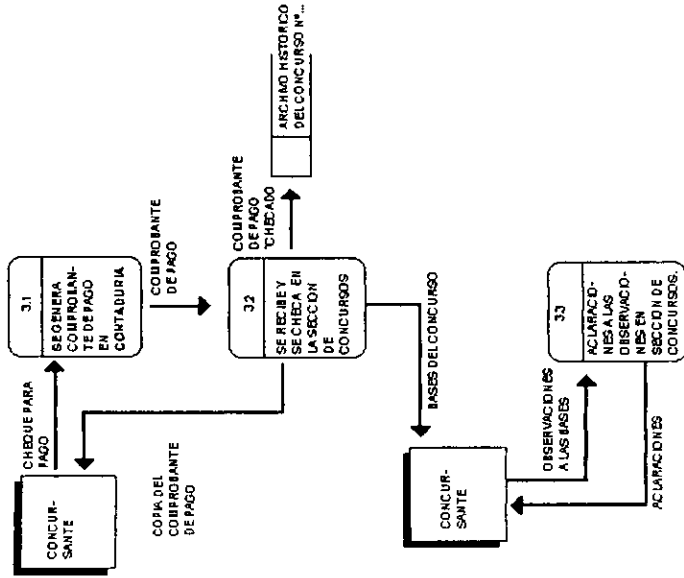 CONCUR-
SANTE
CHEQUE PARA
PAGO
3.1
SE GENERA
COMPROBAN-
TE DE PAGO
EN
CONTADURIA
COMPROBANTE
DE PAGO
COPIA DEL
COMPROBANTE
DE PAGO
3.2
SE RECIBE Y
SE CHECA EN
LA SECCION
DE
CONCURSOS
COMPROBANTE
DE PAGO
"CHECADO
ARCHIVO HISTORICO
DEL CONCURSO Nº...
BASES DEL CONCURSO
CONCUR-
SANTE
OBSERVACIONES
A LAS BASES
3.3
ACLARACIO-
NES A LAS
OBSERVACIO-
NES EN
SECCION DE
CONCURSOS.
ACLARACIONES